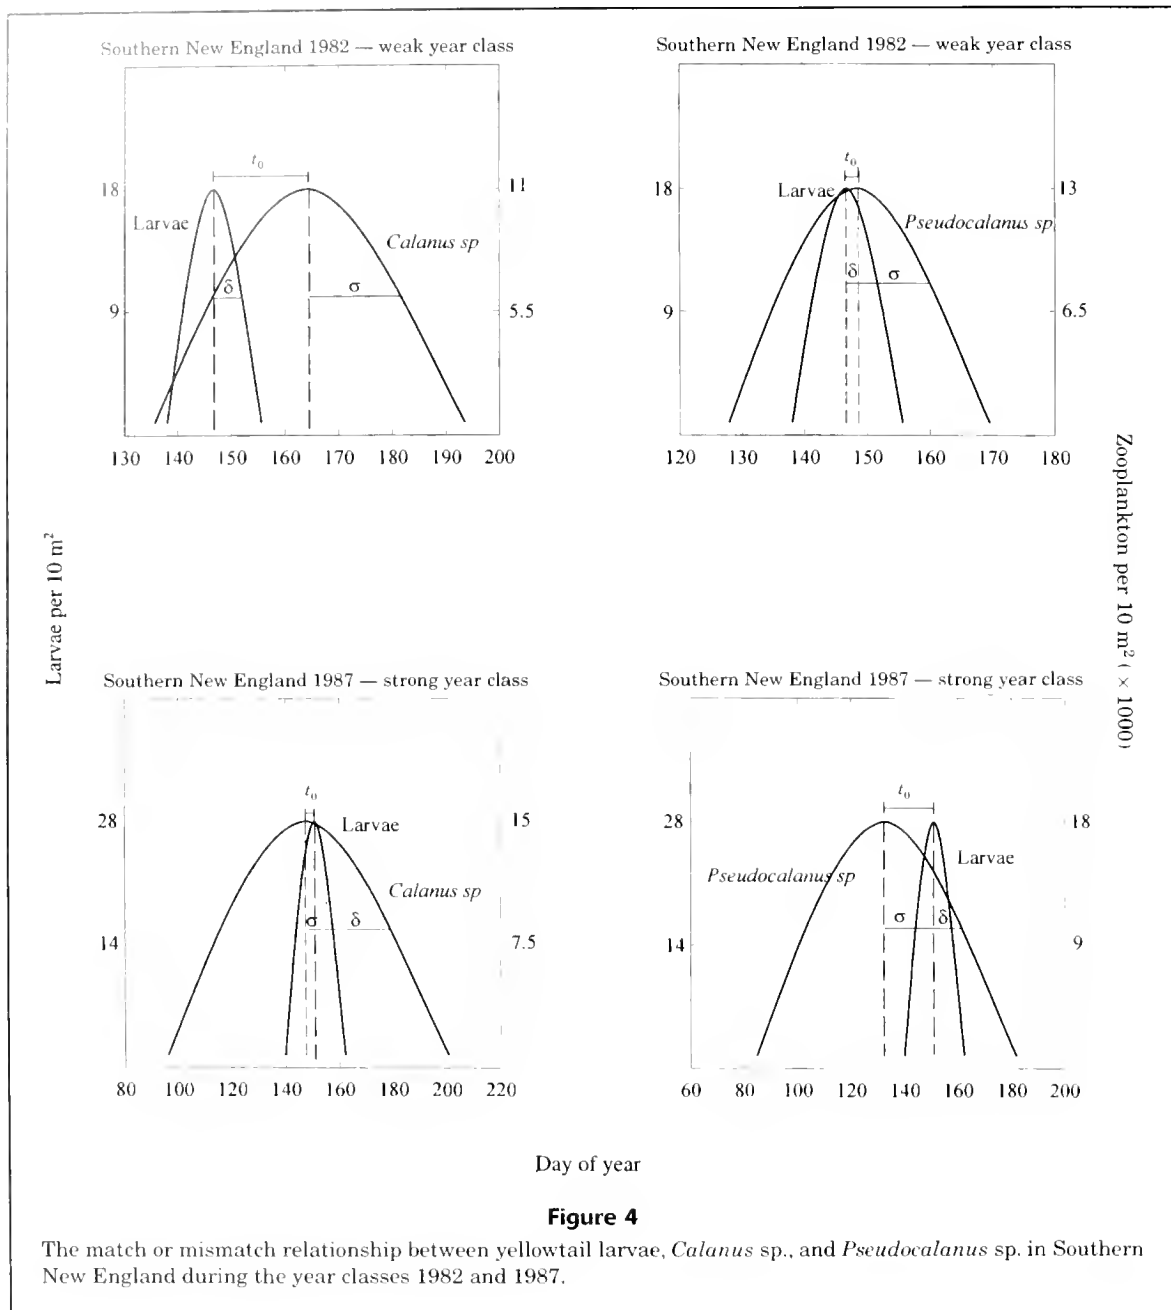 Southern New England 1982 — weak year class
t₀
18
Larvae
Calanus sp
δ
σ
9
11
5.5
130 140 150 160 170 180 190 200
Southern New England 1982 — weak year class
t₀
18
Larvae
Pseudocalanus sp
δ
σ
9
13
6.5
120 130 140 150 160 170 180
Larvae per 10 m²
Zooplankton per 10 m² ( × 1000)
Southern New England 1987 — strong year class
t₀
28
Larvae
Calanus sp
σ
δ
14
15
7.5
80 100 120 140 160 180 200 220
Southern New England 1987 — strong year class
t₀
28
Larvae
Pseudocalanus sp
σ
δ
14
18
9
60 80 100 120 140 160 180 200
Day of year
Figure 4
The match or mismatch relationship between yellowtail larvae, Calanus sp., and Pseudocalanus sp. in Southern
New England during the year classes 1982 and 1987.